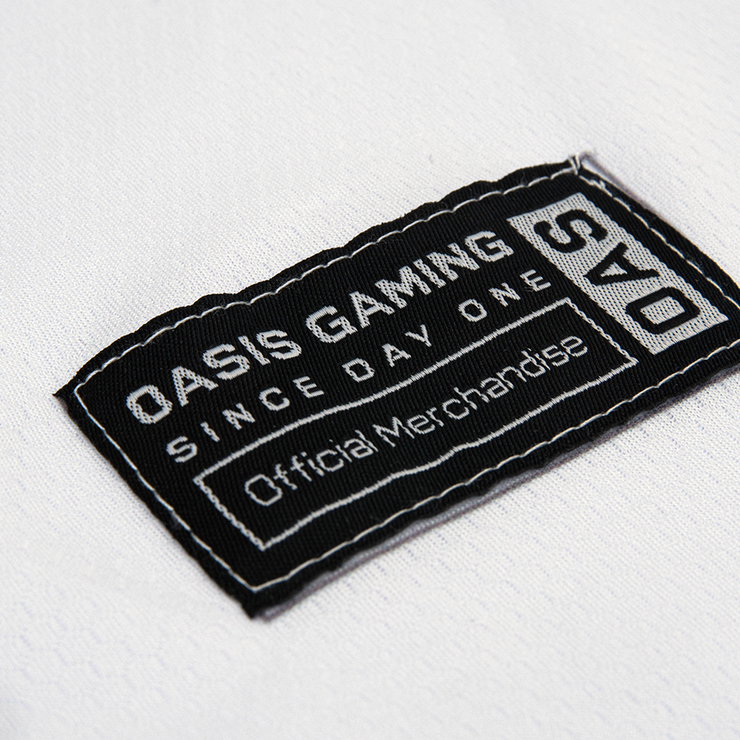 OASIS GAMING
SINCE DAY ONE
Official Merchandise
OAS